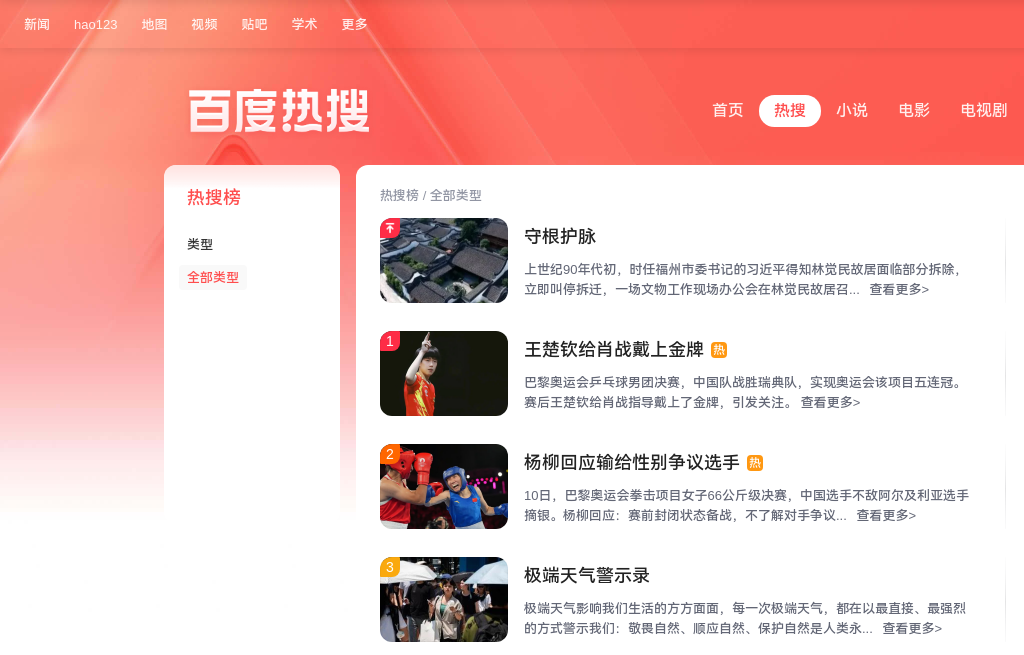 新闻 hao123 地图 视频 贴吧 学术 更多
百度热搜
首页 热搜 小说 电影 电视剧
热搜榜
类型
全部类型
热搜榜 / 全部类型
守根护脉
上世纪90年代初，时任福州市委书记的习近平得知林觉民故居面临部分拆除，
立即叫停拆迁，一场文物工作现场办公会在林觉民故居召... 查看更多>
1
王楚钦给肖战戴上金牌 热
巴黎奥运会乒乓球男团决赛，中国队战胜瑞典队，实现奥运会该项目五连冠。
赛后王楚钦给肖战指导戴上了金牌，引发关注。 查看更多>
2
杨柳回应输给性别争议选手 热
10日，巴黎奥运会拳击项目女子66公斤级决赛，中国选手不敌阿尔及利亚选手
摘银。杨柳回应：赛前封闭状态备战，不了解对手争议... 查看更多>
3
极端天气警示录
极端天气影响我们生活的方方面面，每一次极端天气，都在以最直接、最强烈
的方式警示我们：敬畏自然、顺应自然、保护自然是人类永... 查看更多>